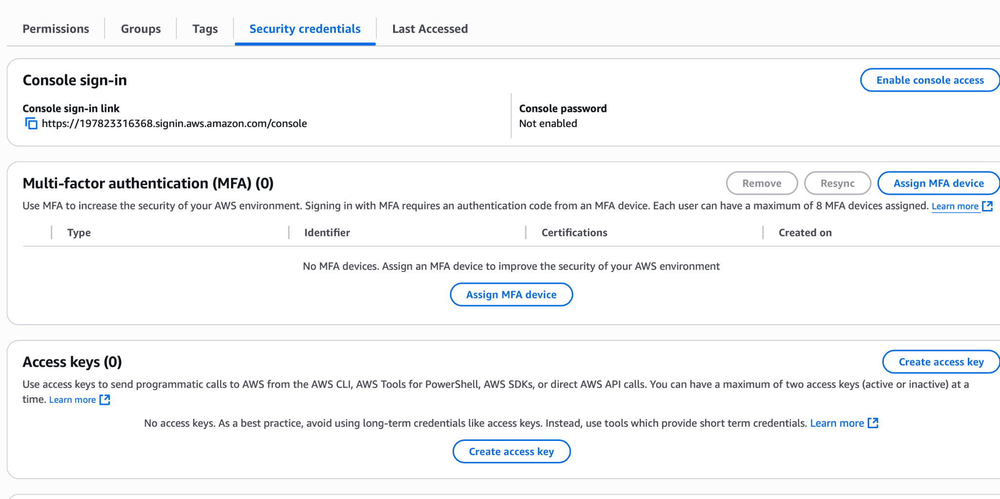 Permissions
Groups
Tags
Security credentials
Last Accessed
Console sign-in
Enable console access
Console sign-in link
https://197823316368.signin.aws.amazon.com/console
Console password
Not enabled
Multi-factor authentication (MFA) (0)
Remove
Resync
Assign MFA device
Use MFA to increase the security of your AWS environment. Signing in with MFA requires an authentication code from an MFA device. Each user can have a maximum of 8 MFA devices assigned. Learn more
Type
Identifier
Certifications
Created on
No MFA devices. Assign an MFA device to improve the security of your AWS environment
Assign MFA device
Access keys (0)
Create access key
Use access keys to send programmatic calls to AWS from the AWS CLI, AWS Tools for PowerShell, AWS SDKs, or direct AWS API calls. You can have a maximum of two access keys (active or inactive) at a
time. Learn more
No access keys. As a best practice, avoid using long-term credentials like access keys. Instead, use tools which provide short term credentials. Learn more
Create access key